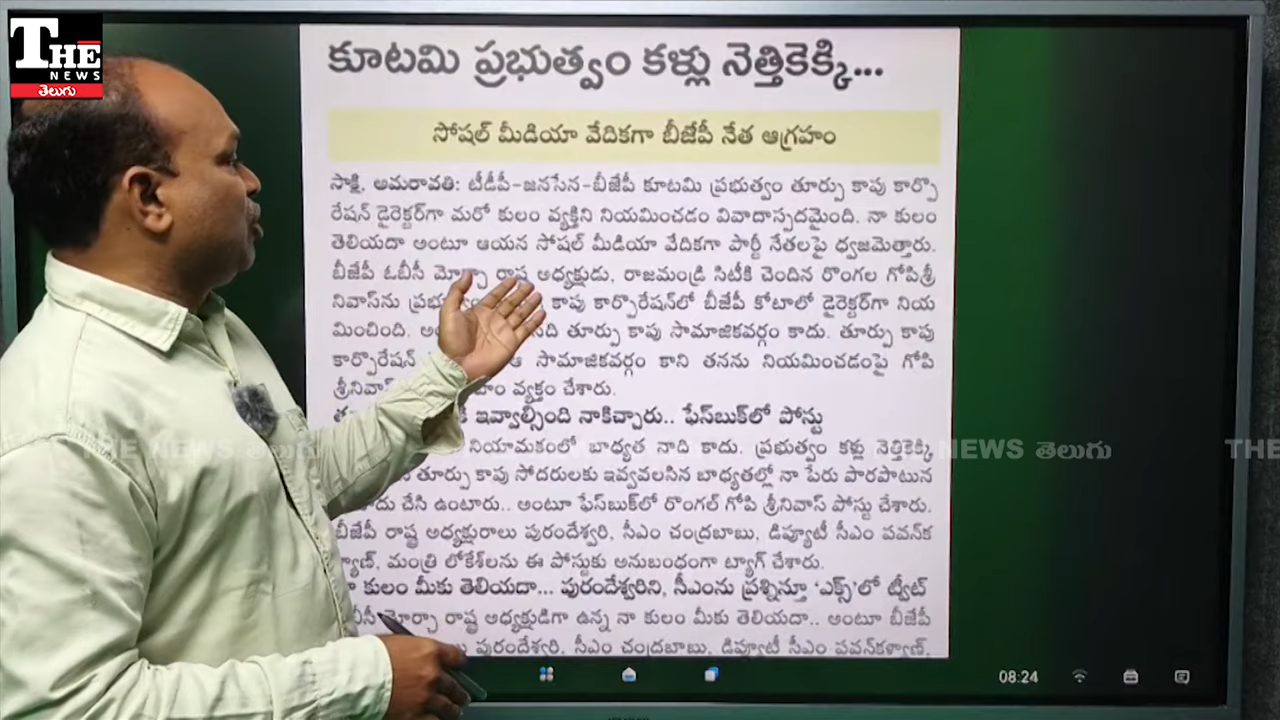 THE
NEWS
తెలుగు
కూటమి ప్రభుత్వం కళ్లు నెత్తికెక్కి...
సోషల్ మీడియా వేదికగా బీజేపీ నేత ఆగ్రహం
సాక్షి, అమరావతి: టీడీపీ–జనసేన–బీజేపీ కూటమి ప్రభుత్వం తూర్పు కాపు కార్పొ
రేషన్ డైరెక్టర్‌గా మరో కులం వ్యక్తిని నియమించడం వివాదాస్పదమైంది. నా కులం
తెలియదా అంటూ ఆయన సోషల్ మీడియా వేదికగా పార్టీ నేతలపై ధ్వజమెత్తారు.
బీజేపీ ఓబీసీ మోర్చా రాష్ట్ర అధ్యక్షుడు, రాజమండ్రి సిటీకి చెందిన రొంగల గోపిశ్రీ
నివాస్‌ను కాపు కార్పొరేషన్‌లో బీజేపీ కోటాలో డైరెక్టర్‌గా నియ
మించింది. తూర్పు కాపు సామాజికవర్గం కాదు. తూర్పు కాపు
కార్పొరేషన్ ఆ సామాజికవర్గం కాని తనను నియమించడంపై గోపి
శ్రీనివాస్ వ్యక్తం చేశారు.
ఇవ్వాల్సింది నాకిచ్చారు.. ఫేస్‌బుక్‌లో పోస్టు
నియామకంలో బాధ్యత నాది కాదు. ప్రభుత్వం కళ్లు నెత్తికెక్కి
తూర్పు కాపు సోదరులకు ఇవ్వవలసిన బాధ్యతల్లో నా పేరు పొరపాటున
చేసి ఉంటారు.. అంటూ ఫేస్‌బుక్‌లో రొంగల్ గోపి శ్రీనివాస్ పోస్టు చేశారు.
బీజేపీ రాష్ట్ర అధ్యక్షురాలు పురందేశ్వరి, సీఎం చంద్రబాబు, డిప్యూటీ సీఎం పవన్‌క
మంత్రి లోకేశ్‌లను ఈ పోస్టుకు అనుబంధంగా ట్యాగ్ చేశారు.
కులం మీకు తెలియదా... పురందేశ్వరిని, సీఎంను ప్రశ్నిస్తూ ‘ఎక్స్’లో ట్వీట్
మోర్చా రాష్ట్ర అధ్యక్షుడిగా ఉన్న నా కులం మీకు తెలియదా.. అంటూ బీజేపీ
పురందేశ్వరి, సీఎం చంద్రబాబు, డిప్యూటీ సీఎం పవన్‌కళ్యాణ్,
THE NEWS తెలుగు
NEWS తెలుగు
THE
08:24